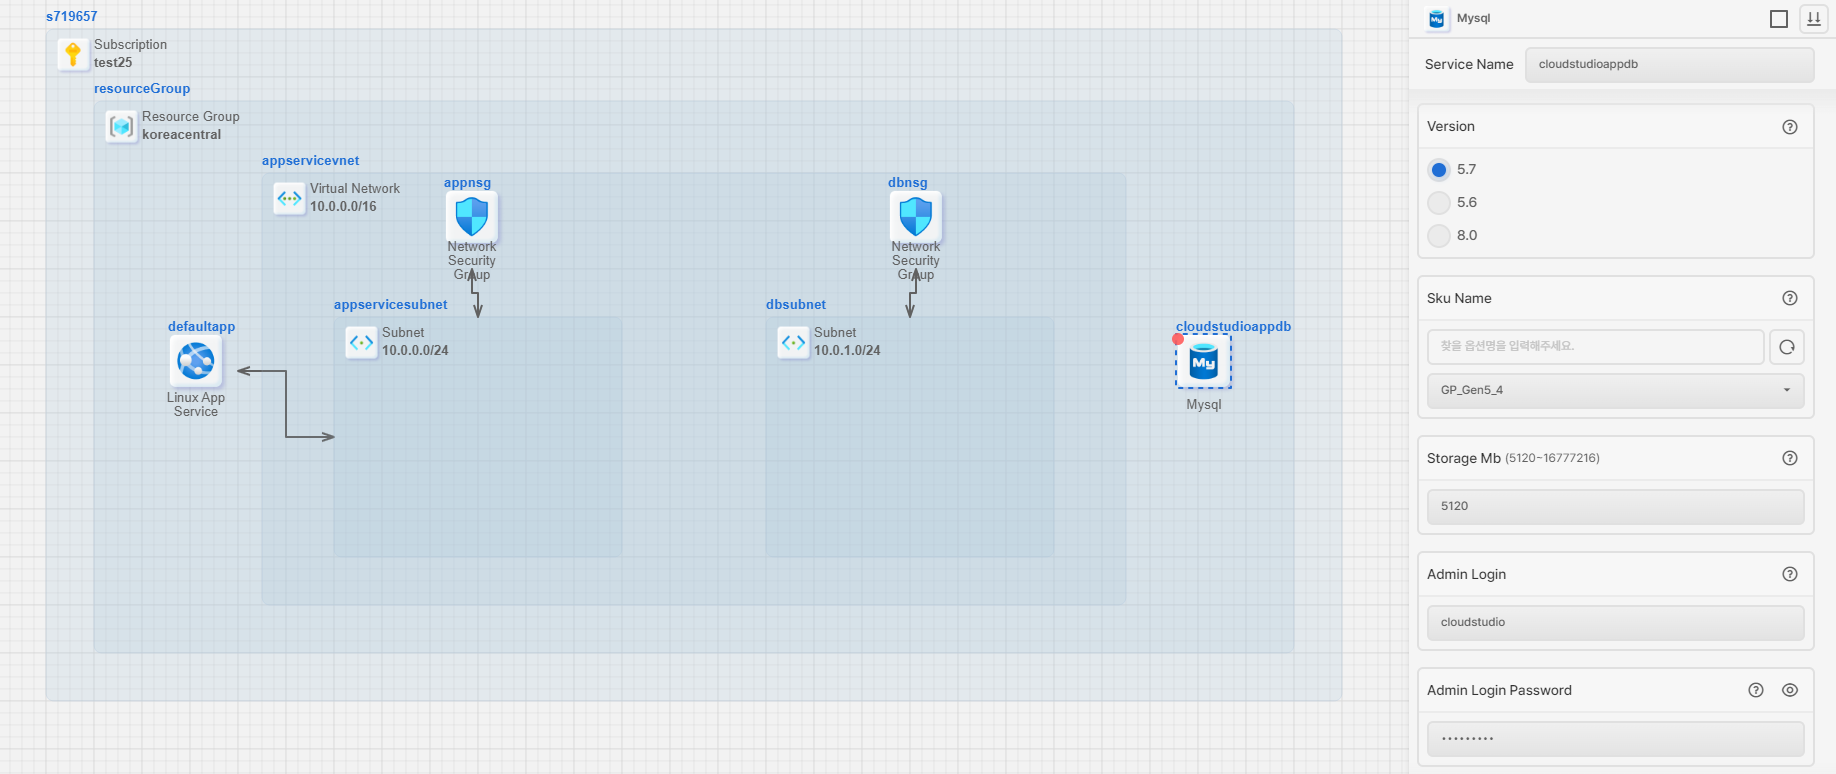 s719657
Subscription
test25
resourceGroup
Resource Group
koreacentral
appservicevnet
Virtual Network
10.0.0.0/16
appnsg
Network
Security
Group
dbnsg
Network
Security
Group
appservicesubnet
Subnet
10.0.0.0/24
dbsubnet
Subnet
10.0.1.0/24
defaultapp
Linux App
Service
cloudstudioappdb
My
Mysql
My
Mysql
Service Name
cloudstudioappdb
Version
5.7
5.6
8.0
Sku Name
찾을 옵션명을 입력해주세요.
GP_Gen5_4
Storage Mb (5120~16777216)
5120
Admin Login
cloudstudio
Admin Login Password
•••••••••